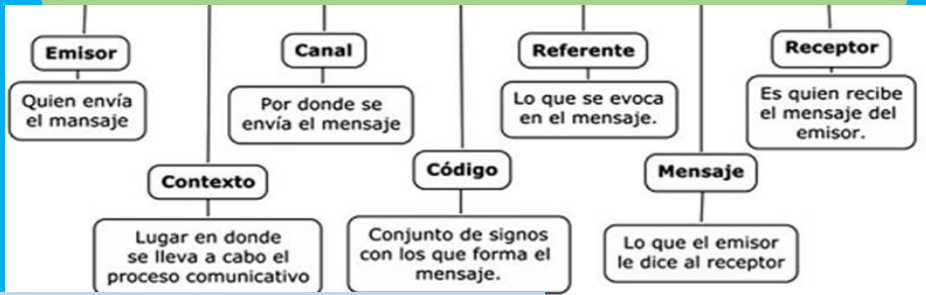 Emisor
Quien envía
el mansaje
Contexto
Lugar en donde
se lleva a cabo el
proceso comunicativo
Canal
Por donde se
envía el mensaje
Código
Conjunto de signos
con los que forma el
mensaje.
Referente
Lo que se evoca
en el mensaje.
Mensaje
Lo que el emisor
le dice al receptor
Receptor
Es quien recibe
el mensaje del
emisor.